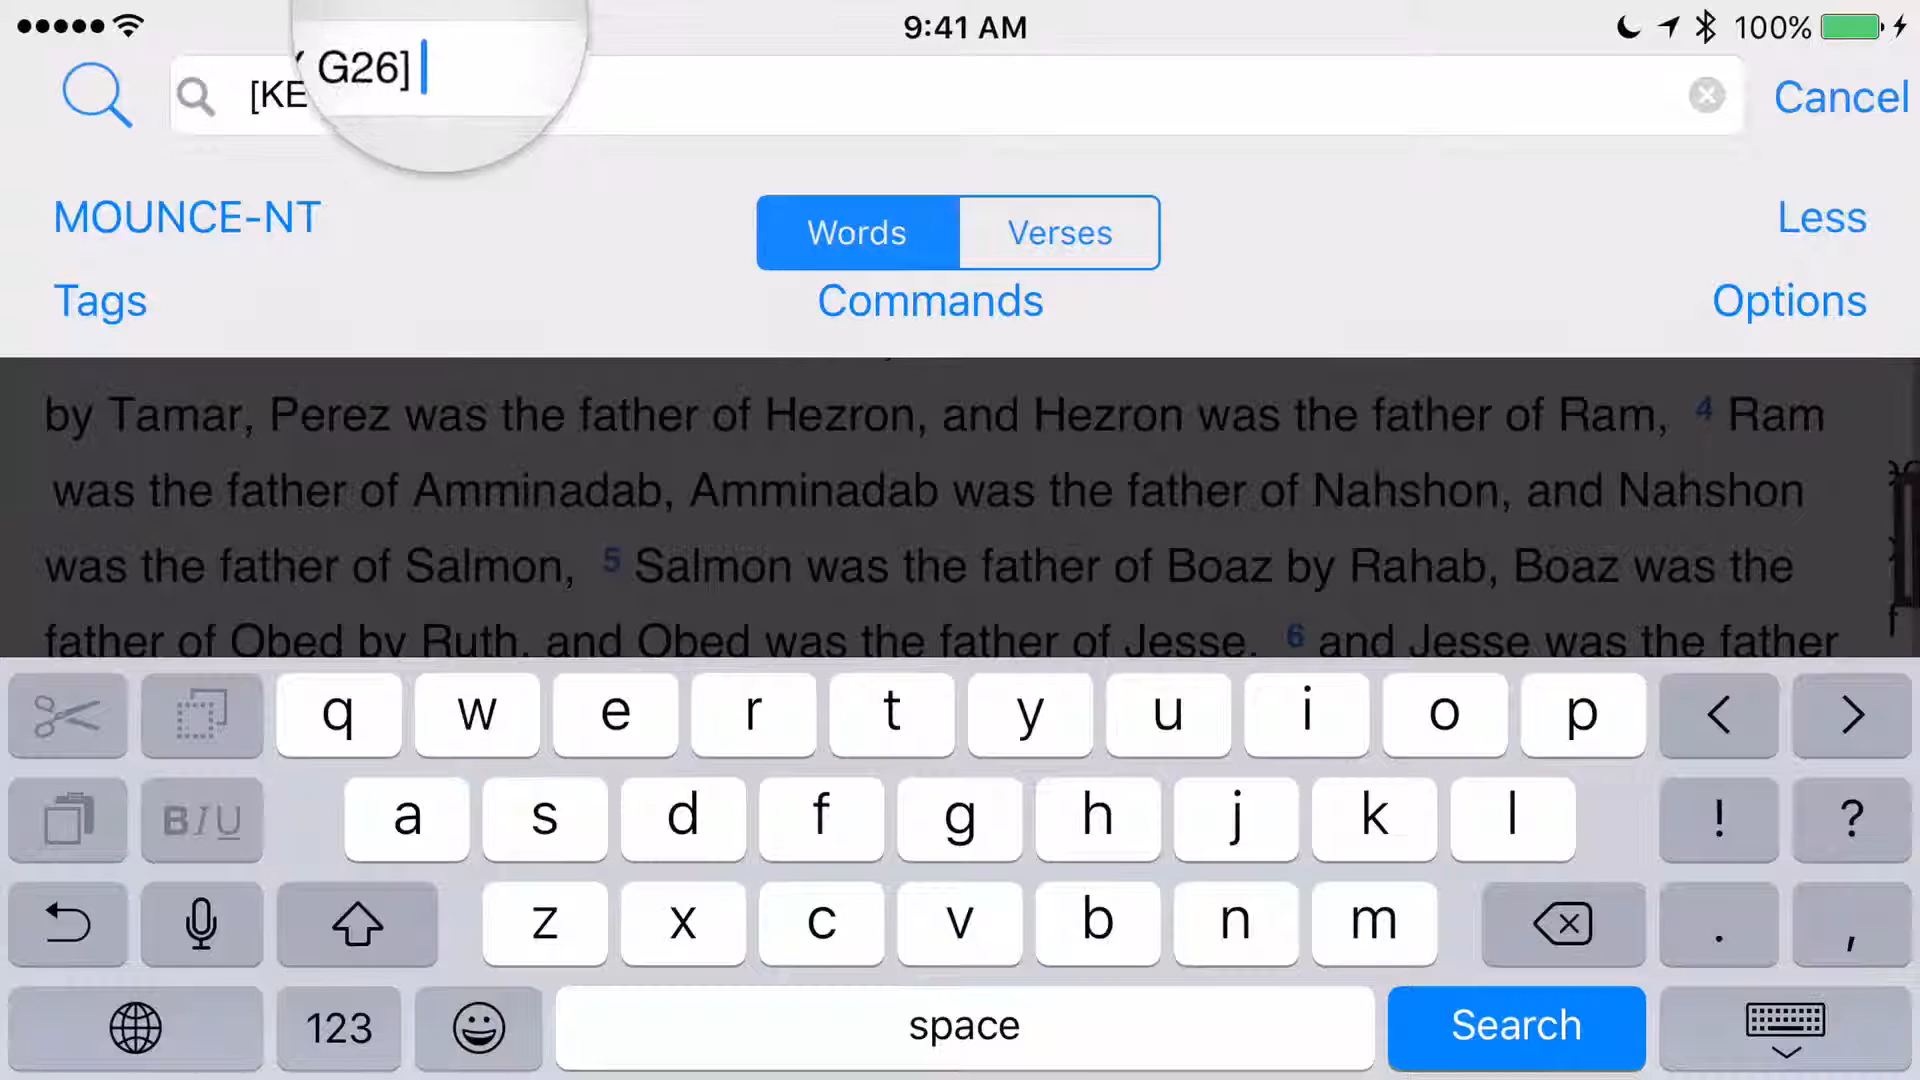 9:41 AM
100%
[KE
G26]
Cancel
MOUNCE-NT
Words
Verses
Less
Tags
Commands
Options
by Tamar, Perez was the father of Hezron, and Hezron was the father of Ram, 4 Ram
was the father of Amminadab, Amminadab was the father of Nahshon, and Nahshon
was the father of Salmon, 5 Salmon was the father of Boaz by Rahab, Boaz was the
father of Obed by Ruth, and Obed was the father of Jesse, 6 and Jesse was the father
q w e r t y u i o p < >
BIU a s d f g h j k l ! ?
z x c v b n m . ,
123 space Search